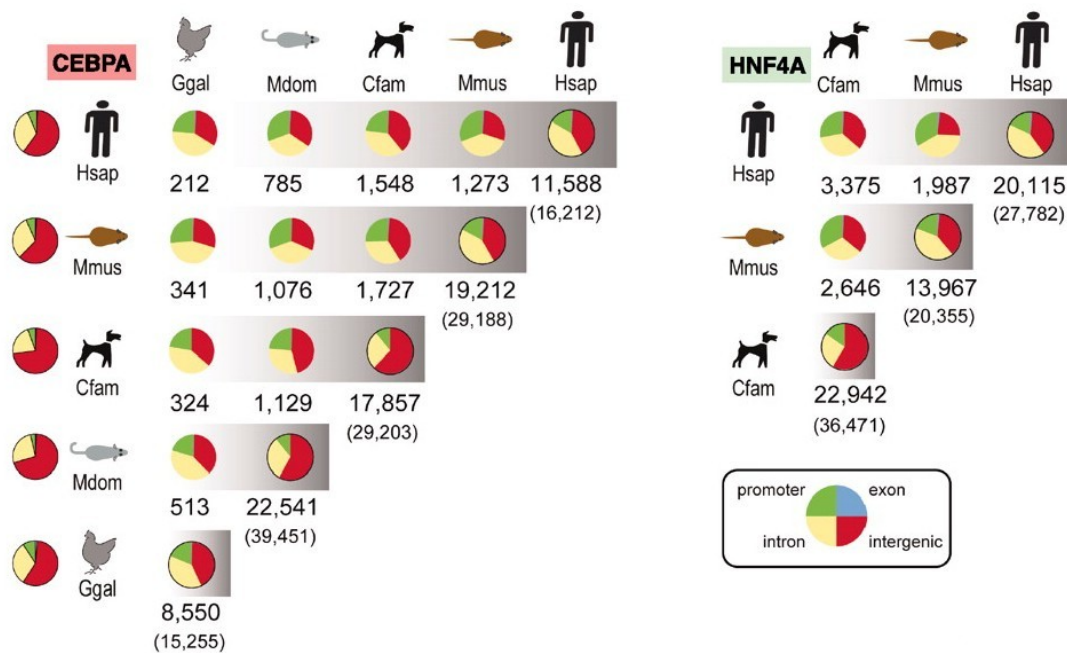 CEBPA
Ggal Mdom Cfam Mmus Hsap
Hsap
212 785 1,548 1,273 11,588
(16,212)
Mmus
341 1,076 1,727 19,212
(29,188)
Cfam
324 1,129 17,857
(29,203)
Mdom
513 22,541
(39,451)
Ggal
8,550
(15,255)
HNF4A
Cfam Mmus Hsap
Hsap
3,375 1,987 20,115
(27,782)
Mmus
2,646 13,967
(20,355)
Cfam
22,942
(36,471)
promoter exon
intron intergenic